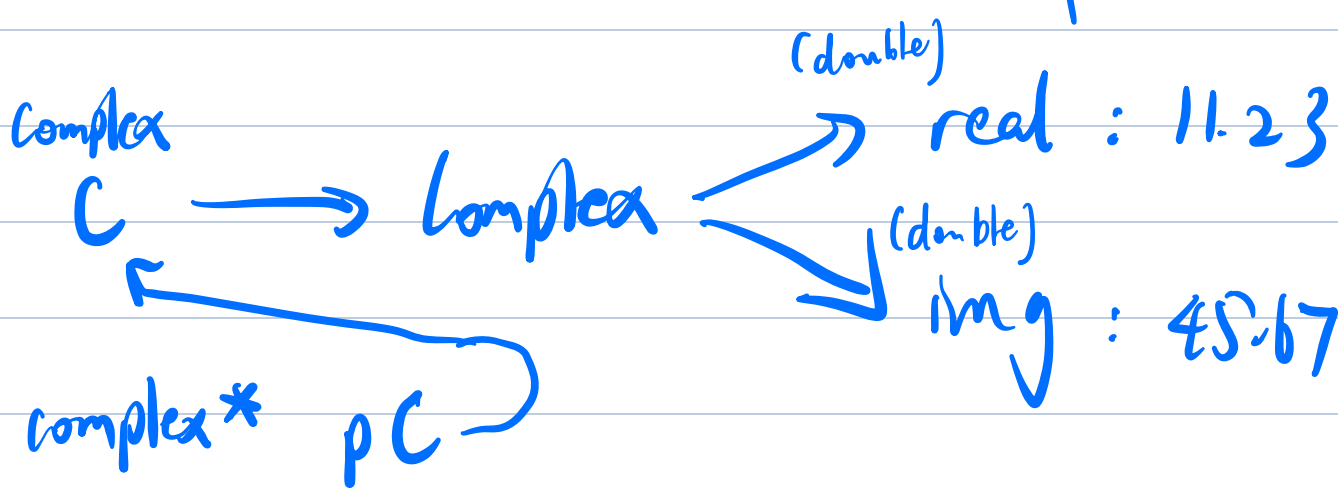 (double)
real : 11.23
Complex
C
Complex
(double)
img : 45.67
complex* pC